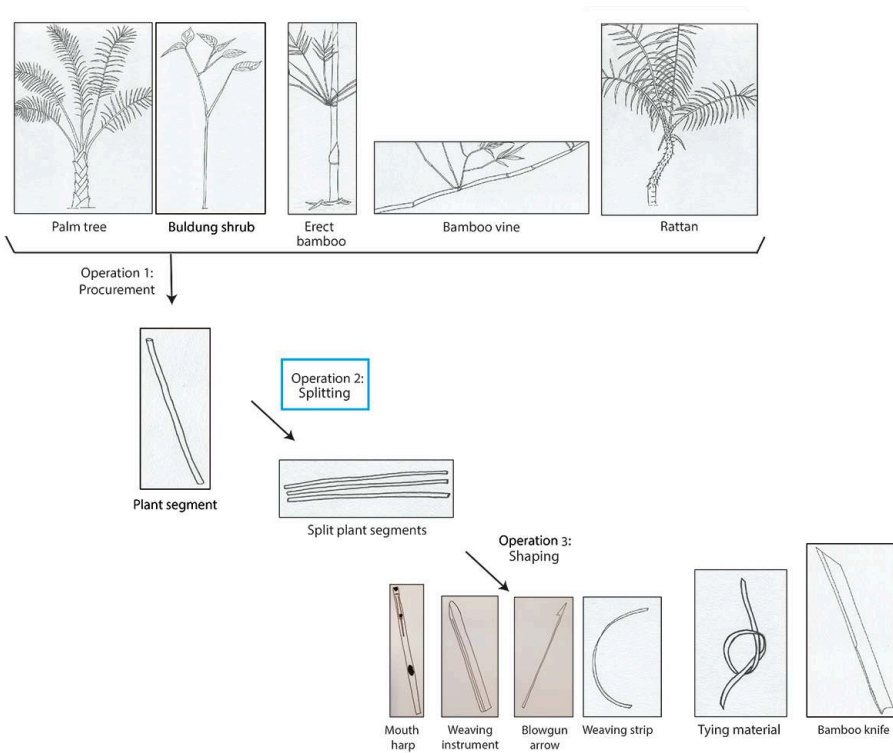 Palm tree
Buldung shrub
Erect
bamboo
Bamboo vine
Rattan
Operation 1:
Procurement
Plant segment
Operation 2:
Splitting
Split plant segments
Operation 3:
Shaping
Mouth
harp
Weaving
instrument
Blowgun
arrow
Weaving strip
Tying material
Bamboo knife